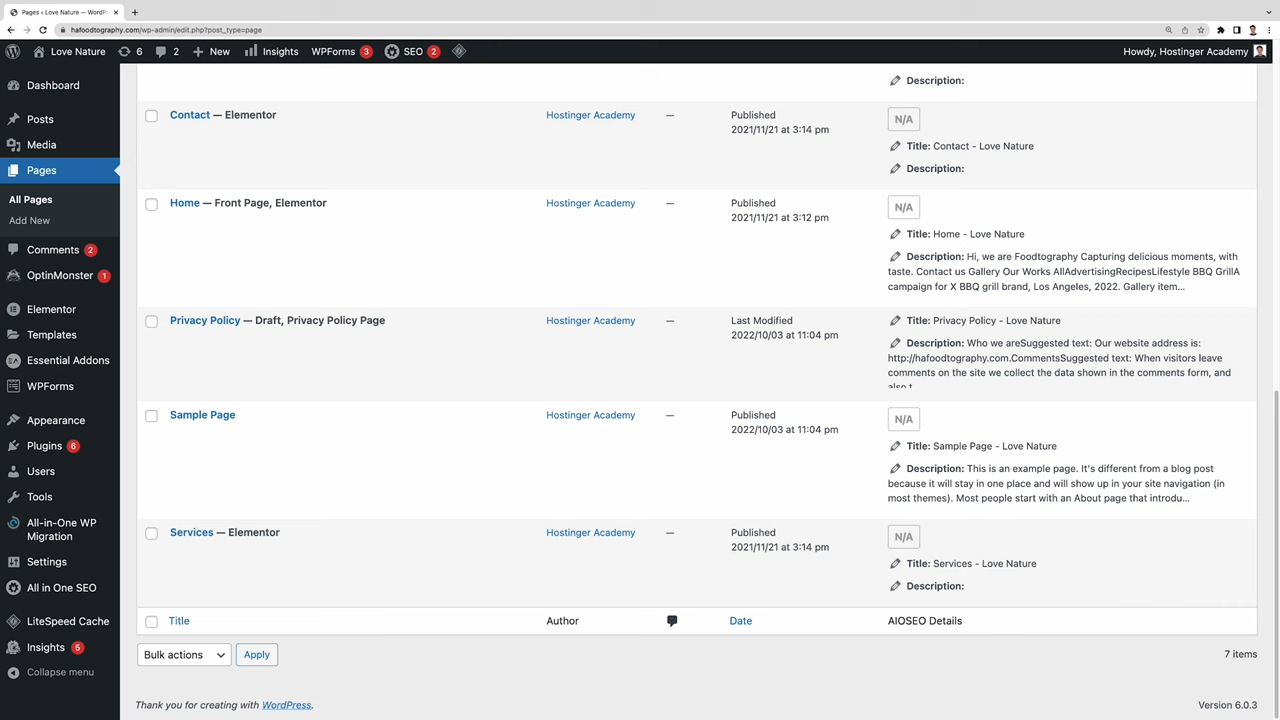 Pages ‹ Love Nature — WordPr
hafoodtography.com/wp-admin/edit.php?post_type=page
Love Nature 6 2 New Insights WPForms 3 SEO 2 Howdy, Hostinger Academy
Dashboard
Posts
Media
Pages
All Pages
Add New
Comments 2
OptinMonster 1
Elementor
Templates
Essential Addons
WPForms
Appearance
Plugins 6
Users
Tools
All-in-One WP
Migration
Settings
All in One SEO
LiteSpeed Cache
Insights 5
Collapse menu
Description:
Contact — Elementor Hostinger Academy — Published
2021/11/21 at 3:14 pm
N/A
Title: Contact - Love Nature
Description:
Home — Front Page, Elementor Hostinger Academy — Published
2021/11/21 at 3:12 pm
N/A
Title: Home - Love Nature
Description: Hi, we are Foodtography Capturing delicious moments, with
taste. Contact us Gallery Our Works AllAdvertisingRecipesLifestyle BBQ GrillA
campaign for X BBQ grill brand, Los Angeles, 2022. Gallery item...
Privacy Policy — Draft, Privacy Policy Page Hostinger Academy — Last Modified
2022/10/03 at 11:04 pm
Title: Privacy Policy - Love Nature
Description: Who we areSuggested text: Our website address is:
http://hafoodtography.com.CommentsSuggested text: When visitors leave
comments on the site we collect the data shown in the comments form, and
also t
Sample Page Hostinger Academy — Published
2022/10/03 at 11:04 pm
N/A
Title: Sample Page - Love Nature
Description: This is an example page. It's different from a blog post
because it will stay in one place and will show up in your site navigation (in
most themes). Most people start with an About page that introdu...
Services — Elementor Hostinger Academy — Published
2021/11/21 at 3:14 pm
N/A
Title: Services - Love Nature
Description:
Title Author Date AIOSEO Details
Bulk actions Apply 7 items
Thank you for creating with WordPress. Version 6.0.3